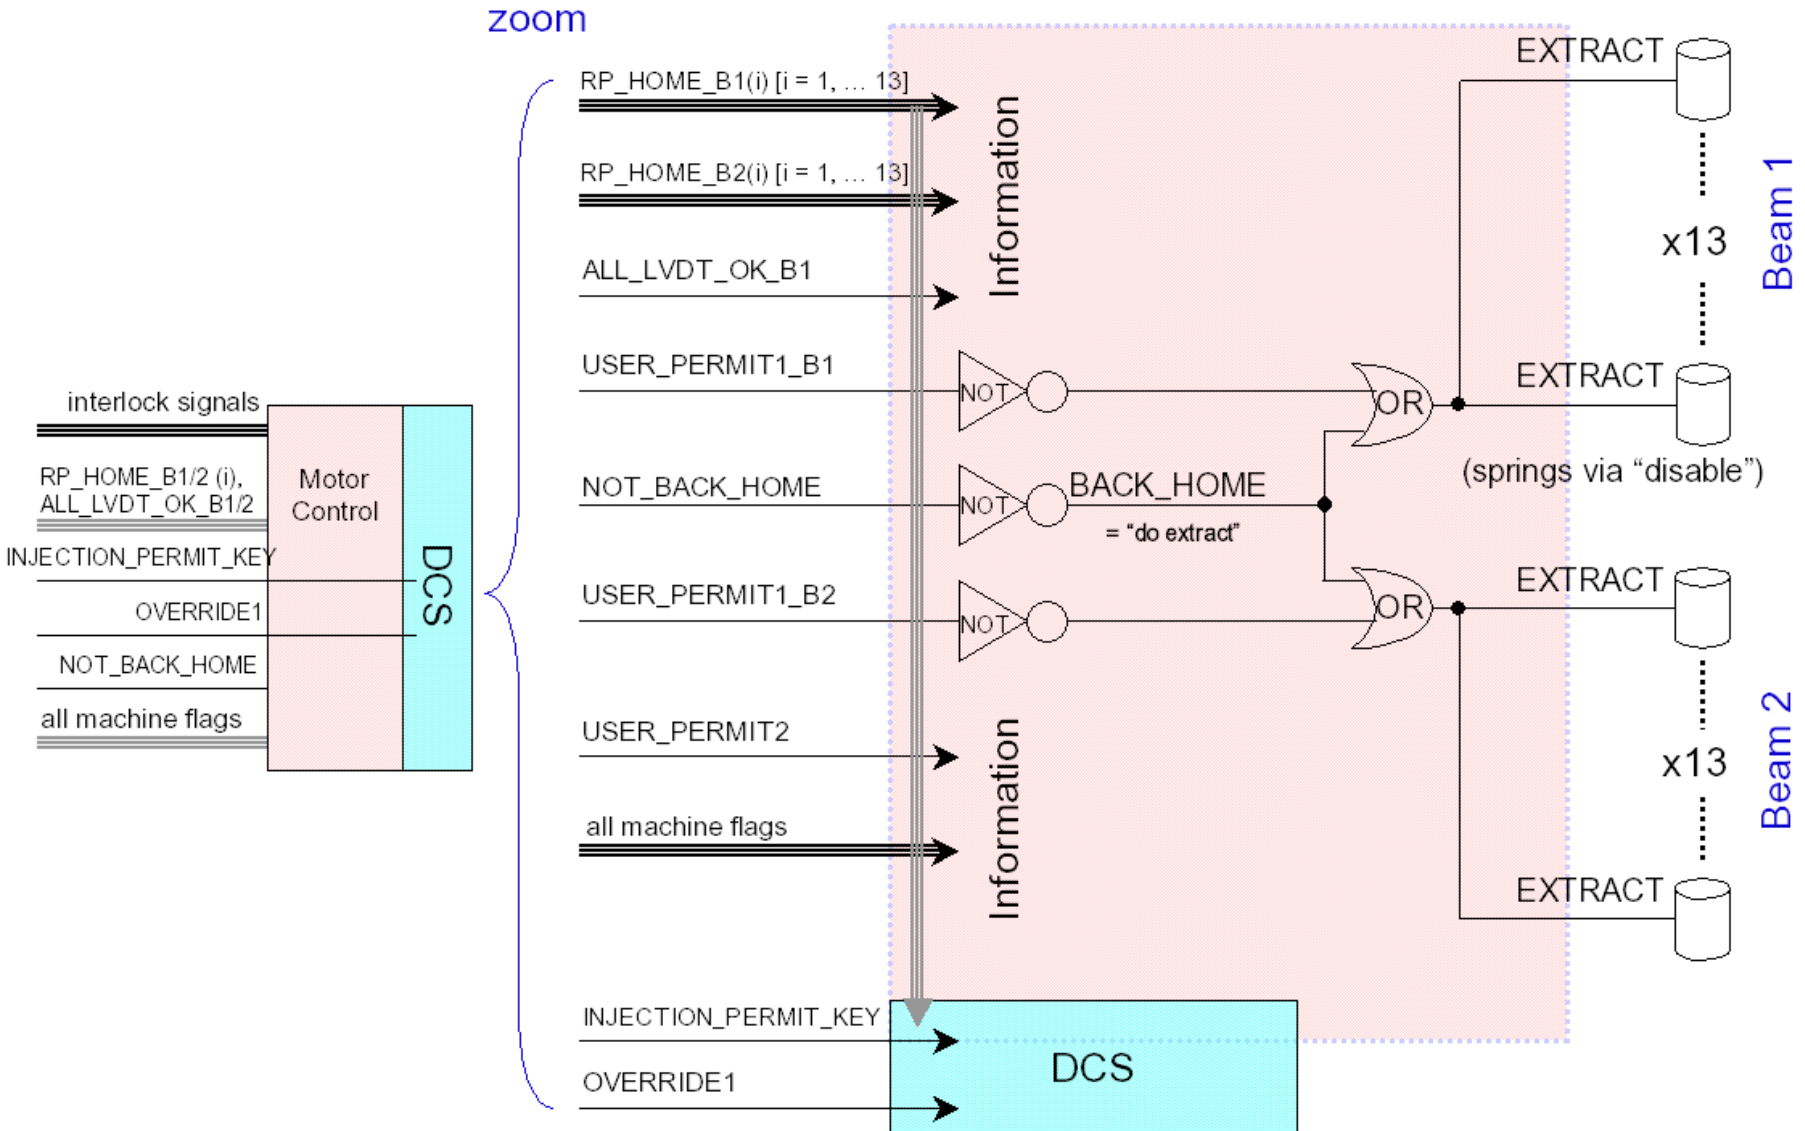 zoom
interlock signals
RP_HOME_B1/2 (i),
ALL_LVDT_OK_B1/2
INJECTION_PERMIT_KEY
OVERRIDE1
NOT_BACK_HOME
all machine flags
Motor
Control
DCS
RP_HOME_B1(i) [i = 1, ... 13]
RP_HOME_B2(i) [i = 1, ... 13]
ALL_LVDT_OK_B1
Information
USER_PERMIT1_B1
NOT
NOT_BACK_HOME
NOT
BACK_HOME
= “do extract”
USER_PERMIT1_B2
NOT
OR
OR
USER_PERMIT2
all machine flags
Information
INJECTION_PERMIT_KEY
OVERRIDE1
DCS
EXTRACT
x13
Beam 1
EXTRACT
(springs via “disable”)
EXTRACT
x13
Beam 2
EXTRACT